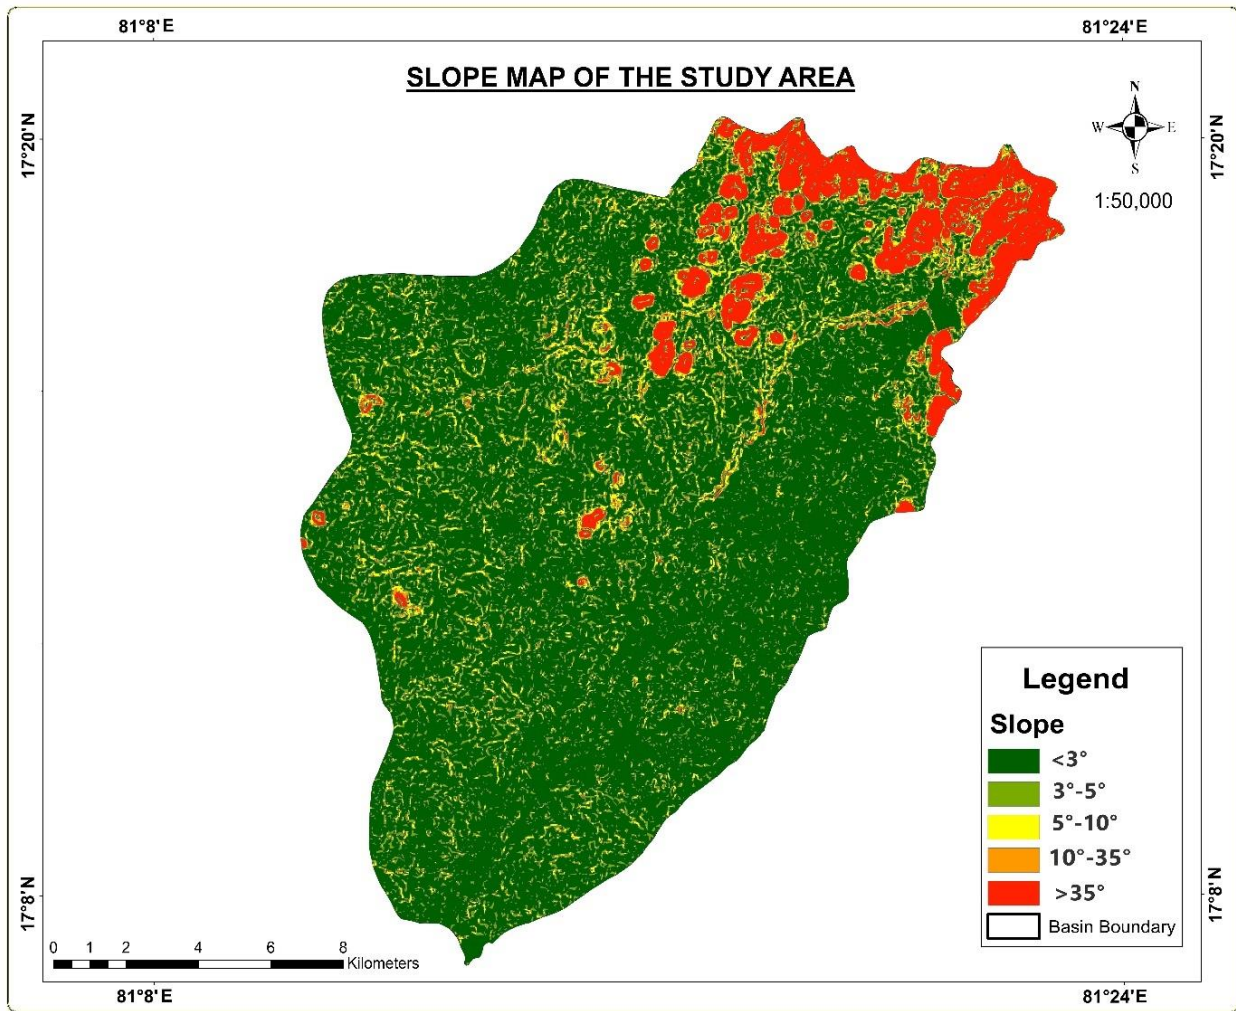 81°8'E
81°24'E
SLOPE MAP OF THE STUDY AREA
17°20'N
17°20'N
N
W
E
S
1:50,000
Legend
Slope
<3°
3°-5°
5°-10°
10°-35°
>35°
Basin Boundary
17°8'N
17°8'N
0 1 2 4 6 8
Kilometers
81°8'E
81°24'E